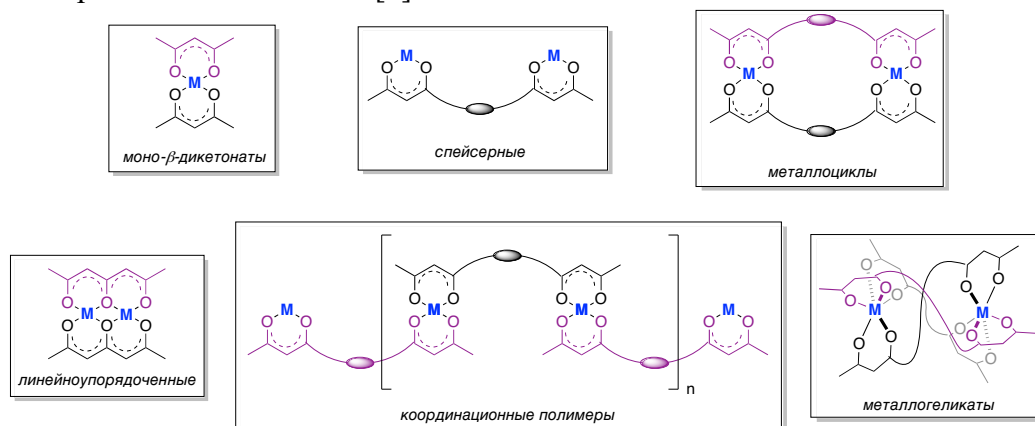 O O
M
O O
моно-β-дикетонаты
M M
O O O O
спейсерные
O O O O
M M
O O O O
металлоциклы
O O O
M M
O O O
линейноупорядоченные
O O O O
M M M M
O O O O O O O O
n
координационные полимеры
O O O
O O O
M M
O O O
O O O
металлогеликаты